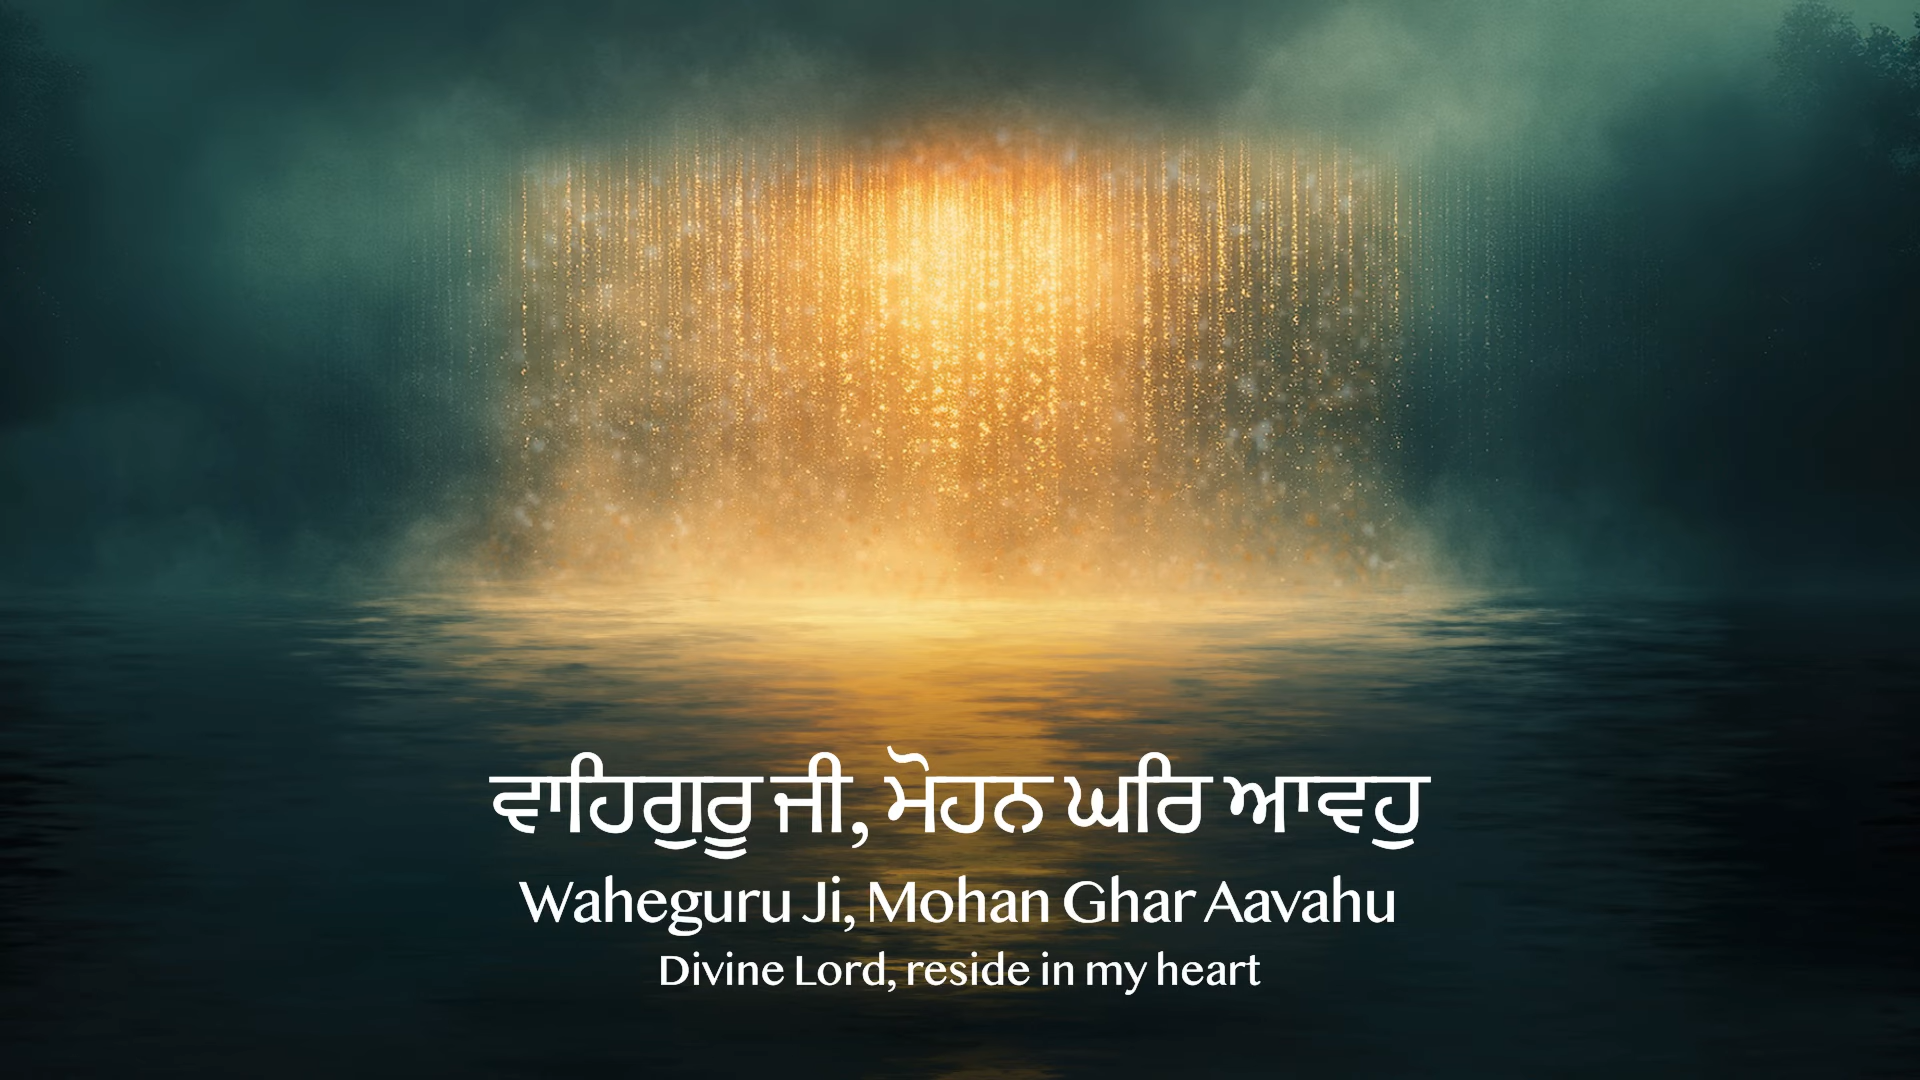 ਵਾਹਿਗੁਰੂ ਜੀ, ਮੋਹਨ ਘਰਿ ਆਵਹੁ
Waheguru Ji, Mohan Ghar Aavahu
Divine Lord, reside in my heart